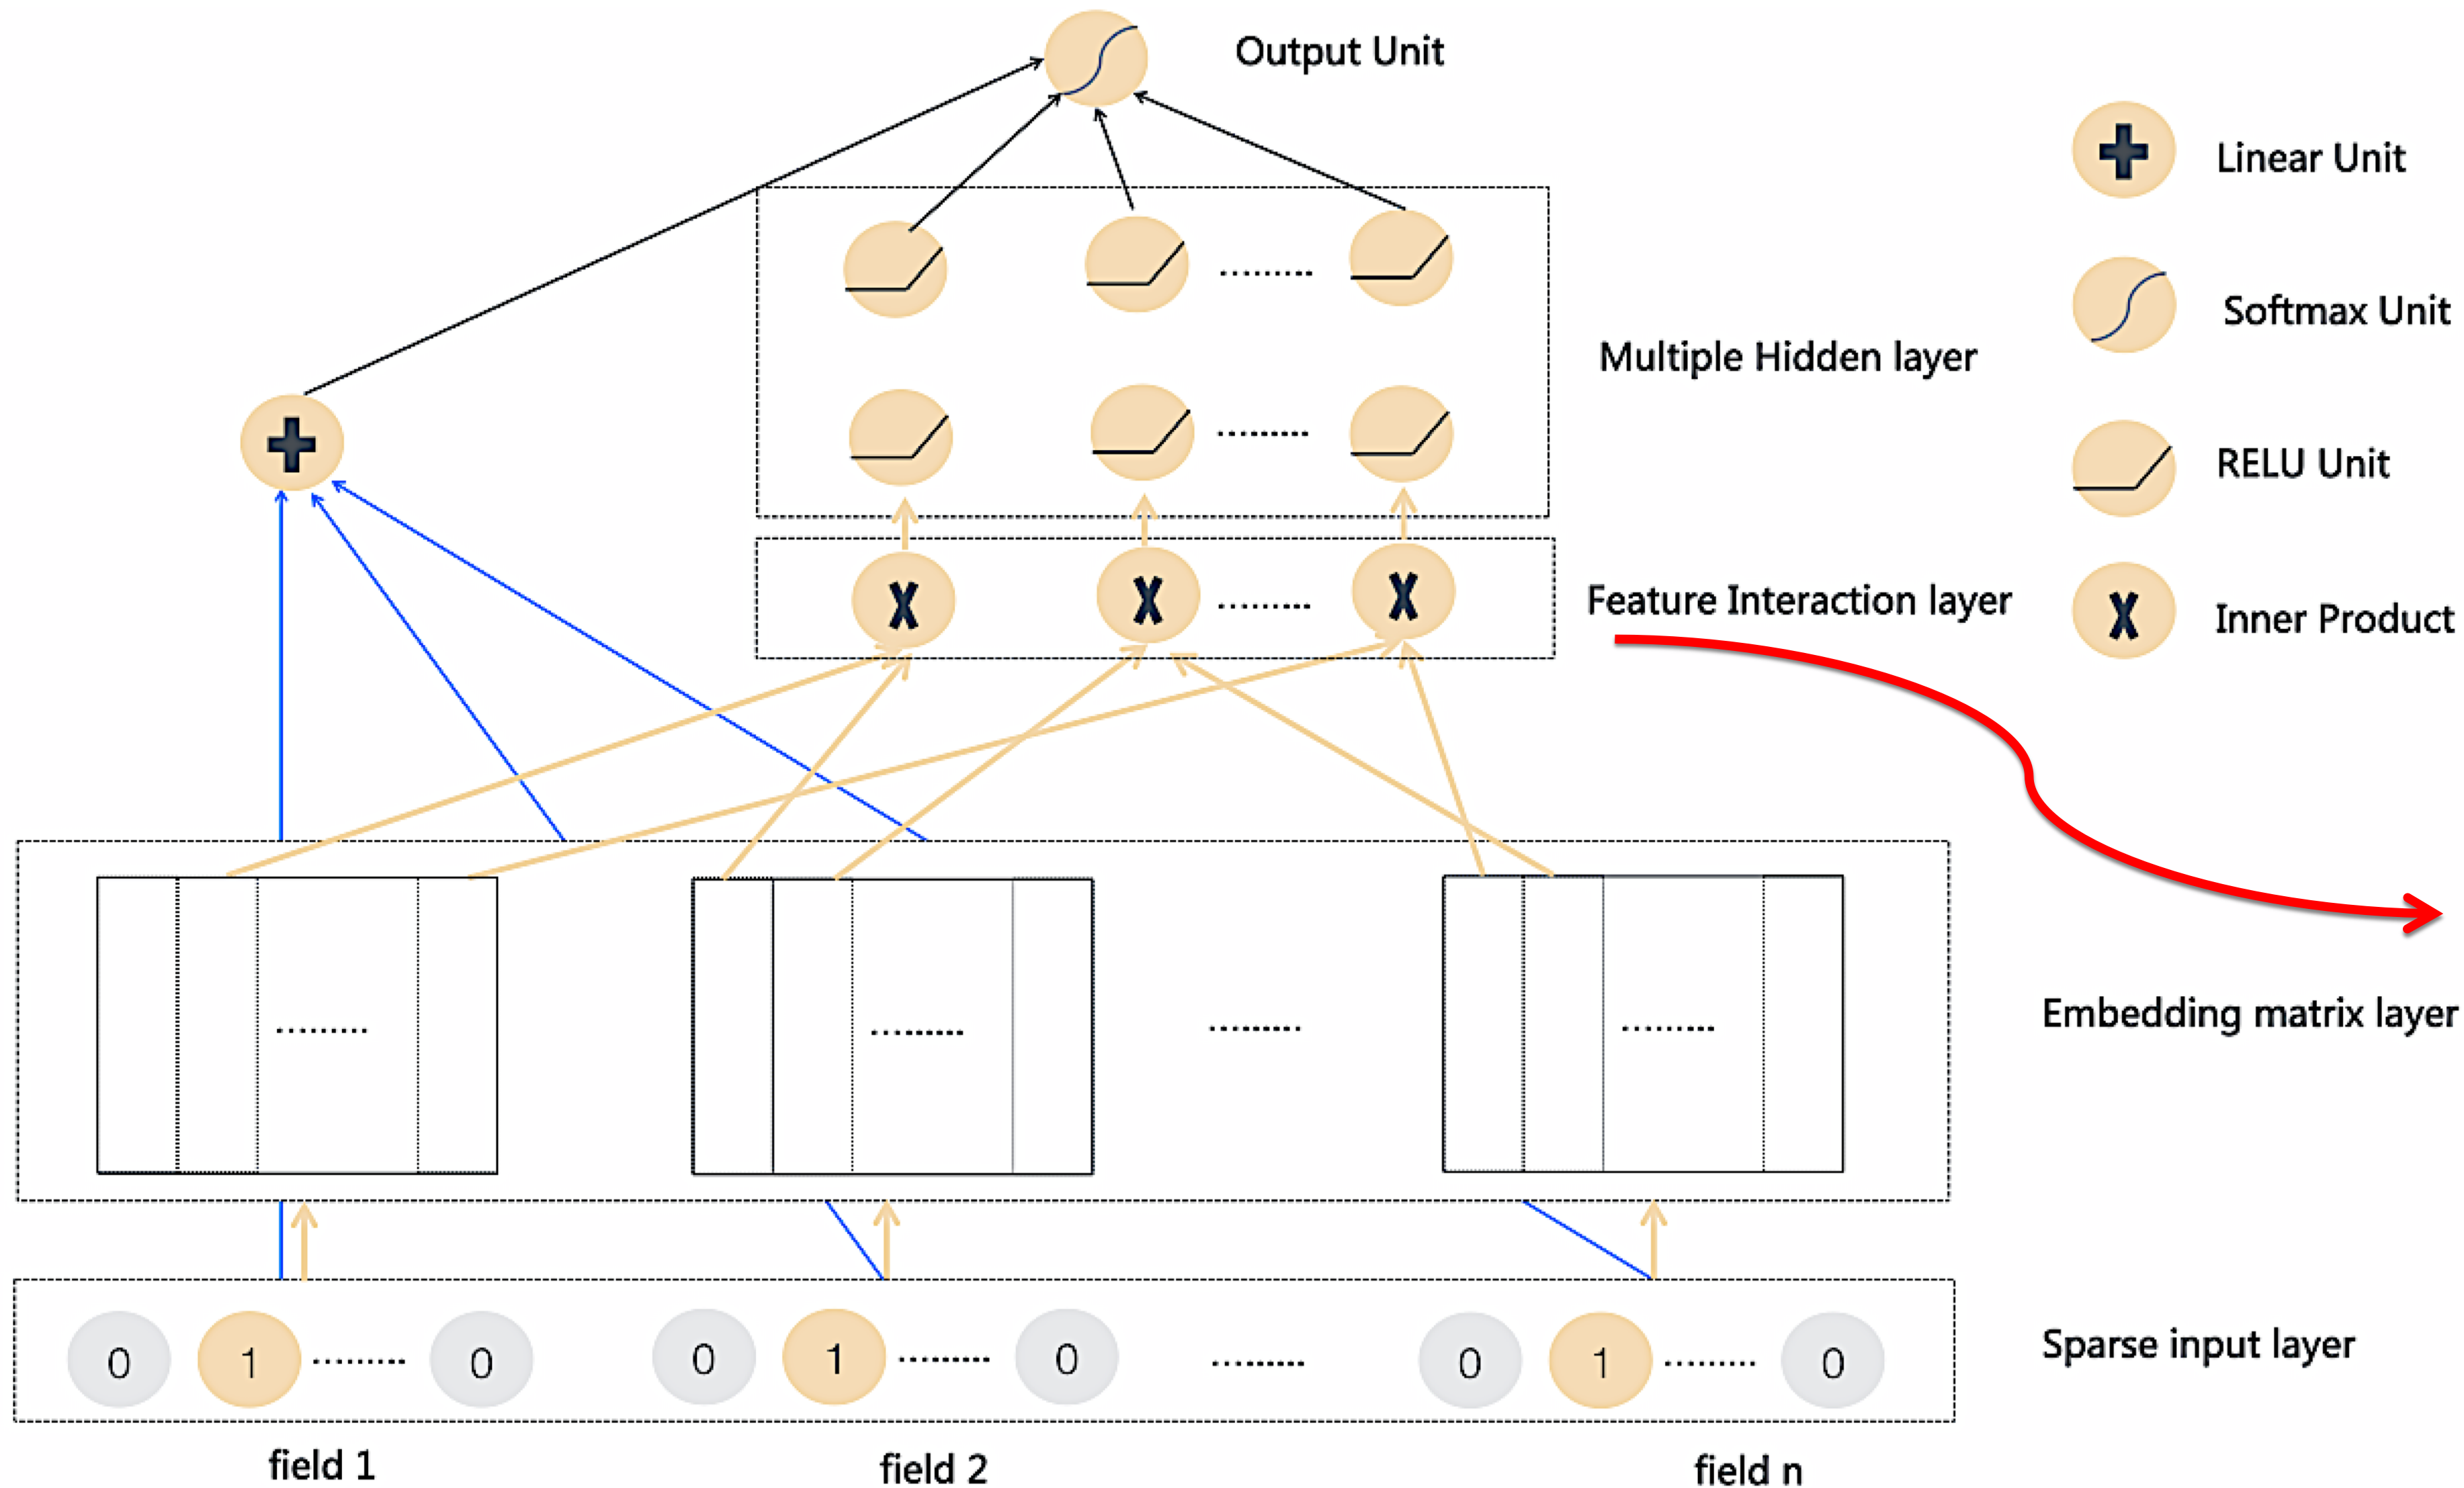 Output Unit
Linear Unit
Softmax Unit
Multiple Hidden layer
RELU Unit
Feature Interaction layer
Inner Product
.........
Embedding matrix layer
0 1 ......... 0 0 1 ......... 0 ......... 0 1 ......... 0
Sparse input layer
field 1 field 2 field n